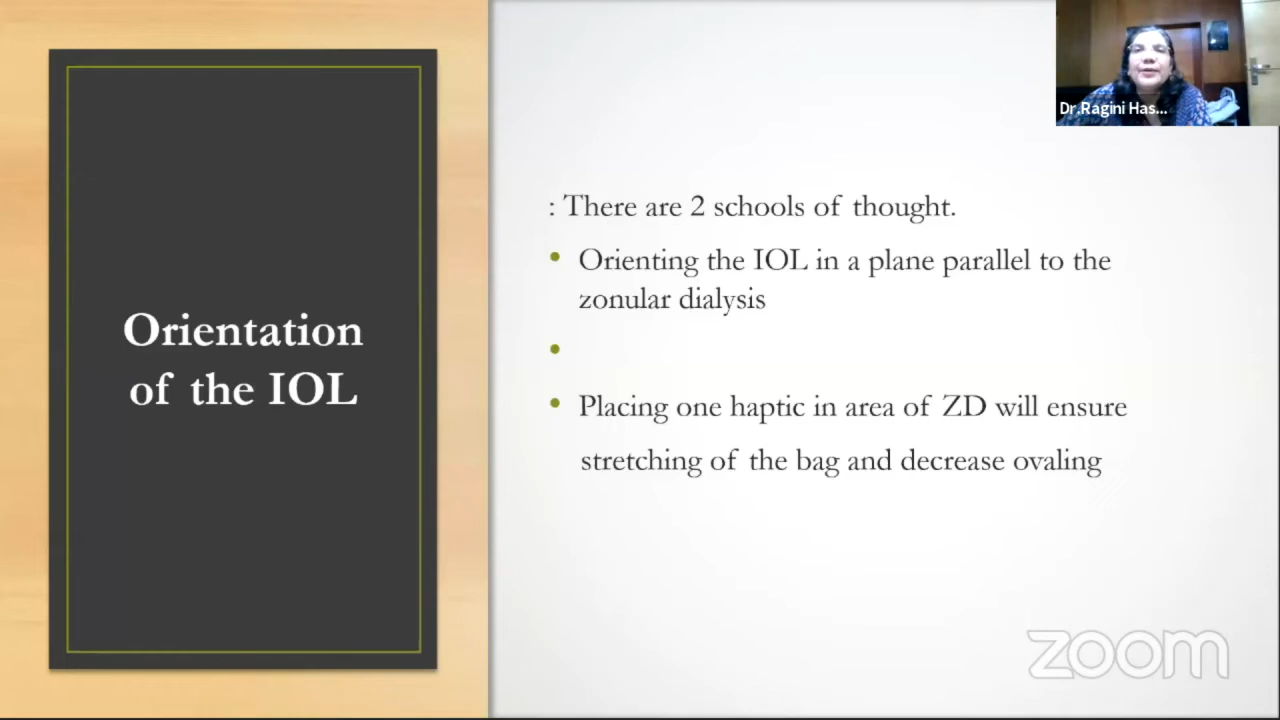 Dr.Ragini Has...
Orientation
of the IOL
: There are 2 schools of thought.
• Orienting the IOL in a plane parallel to the
zonular dialysis
•
• Placing one haptic in area of ZD will ensure
stretching of the bag and decrease ovaling
zoom